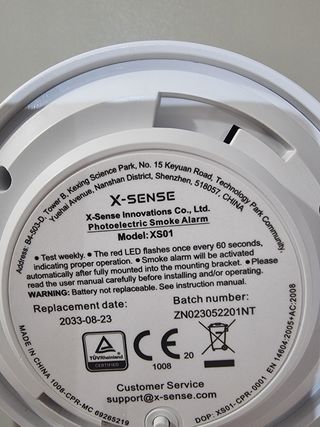 Address: B4-503-D, Tower B, Kexing Science Park, No. 15 Keyuan Road, Technology Park Community,
Yuehai Avenue, Nanshan District, Shenzhen, 518057, CHINA
X-SENSE
X-Sense Innovations Co., Ltd.
Photoelectric Smoke Alarm
Model: XS01
• Test weekly. • The red LED flashes once every 60 seconds,
indicating proper operation. • Smoke alarm will be activated
automatically after fully mounted into the mounting bracket. • Please
read the user manual carefully before installing and/or operating.
WARNING: Battery not replaceable. See instruction manual.
Replacement date:
2033-08-23
Batch number:
ZN023052201NT
TÜVRheinland
CERTIFIED
CE
1008
20
Customer Service
support@x-sense.com
MADE IN CHINA 1008-CPR-MC 69265219
DOP: XS01-CPR-0001 EN 14604:2005+AC:2008